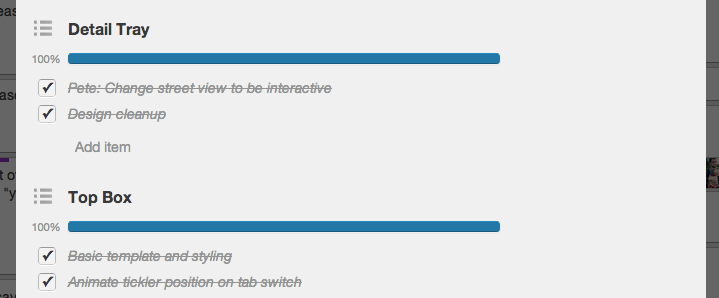 Detail Tray
100%
Pete: Change street view to be interactive
Design cleanup
Add item
Top Box
100%
Basic template and styling
Animate tickler position on tab switch